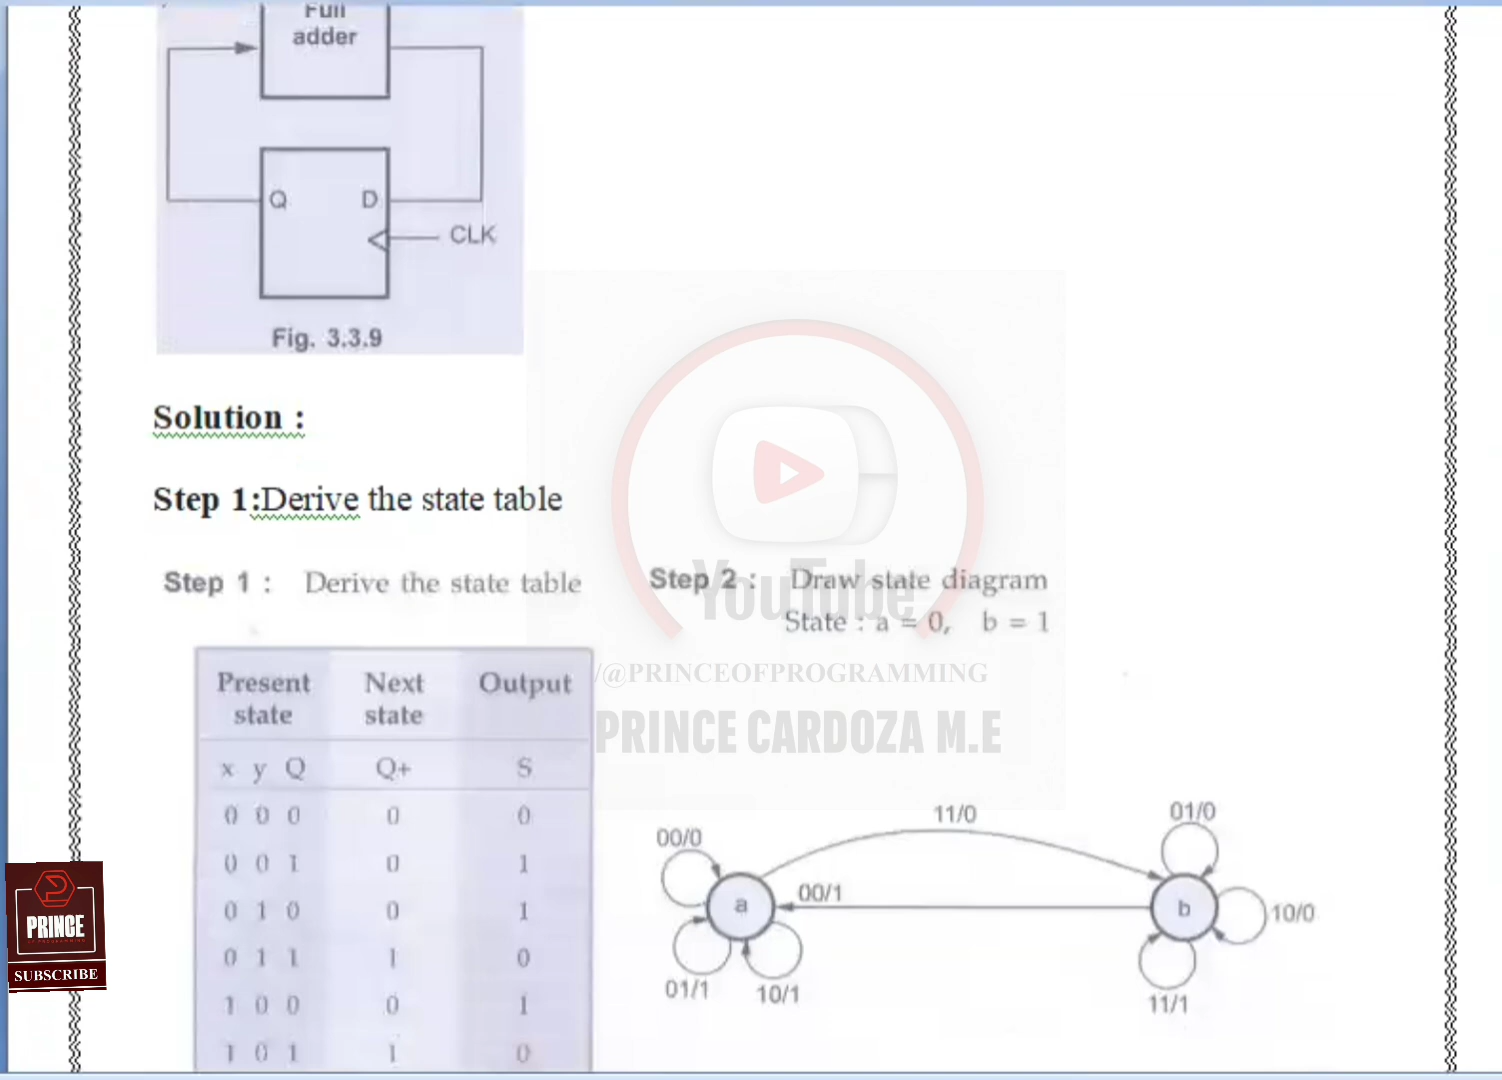 Full
adder
Q D
CLK
Fig. 3.3.9
Solution :
Step 1:Derive the state table
Step 1 : Derive the state table
Step 2 : Draw state diagram
State : a = 0, b = 1
Present state Next state Output
x y Q Q+ S
0 0 0 0 0
0 0 1 0 1
0 1 0 0 1
0 1 1 1 0
1 0 0 0 1
1 0 1 1 0
11/0
01/0
00/0
a
00/1
b
10/0
01/1
10/1
11/1
YouTube
/@PRINCEOFPROGRAMMING
PRINCE CARDOZA M.E
PRINCE
SUBSCRIBE